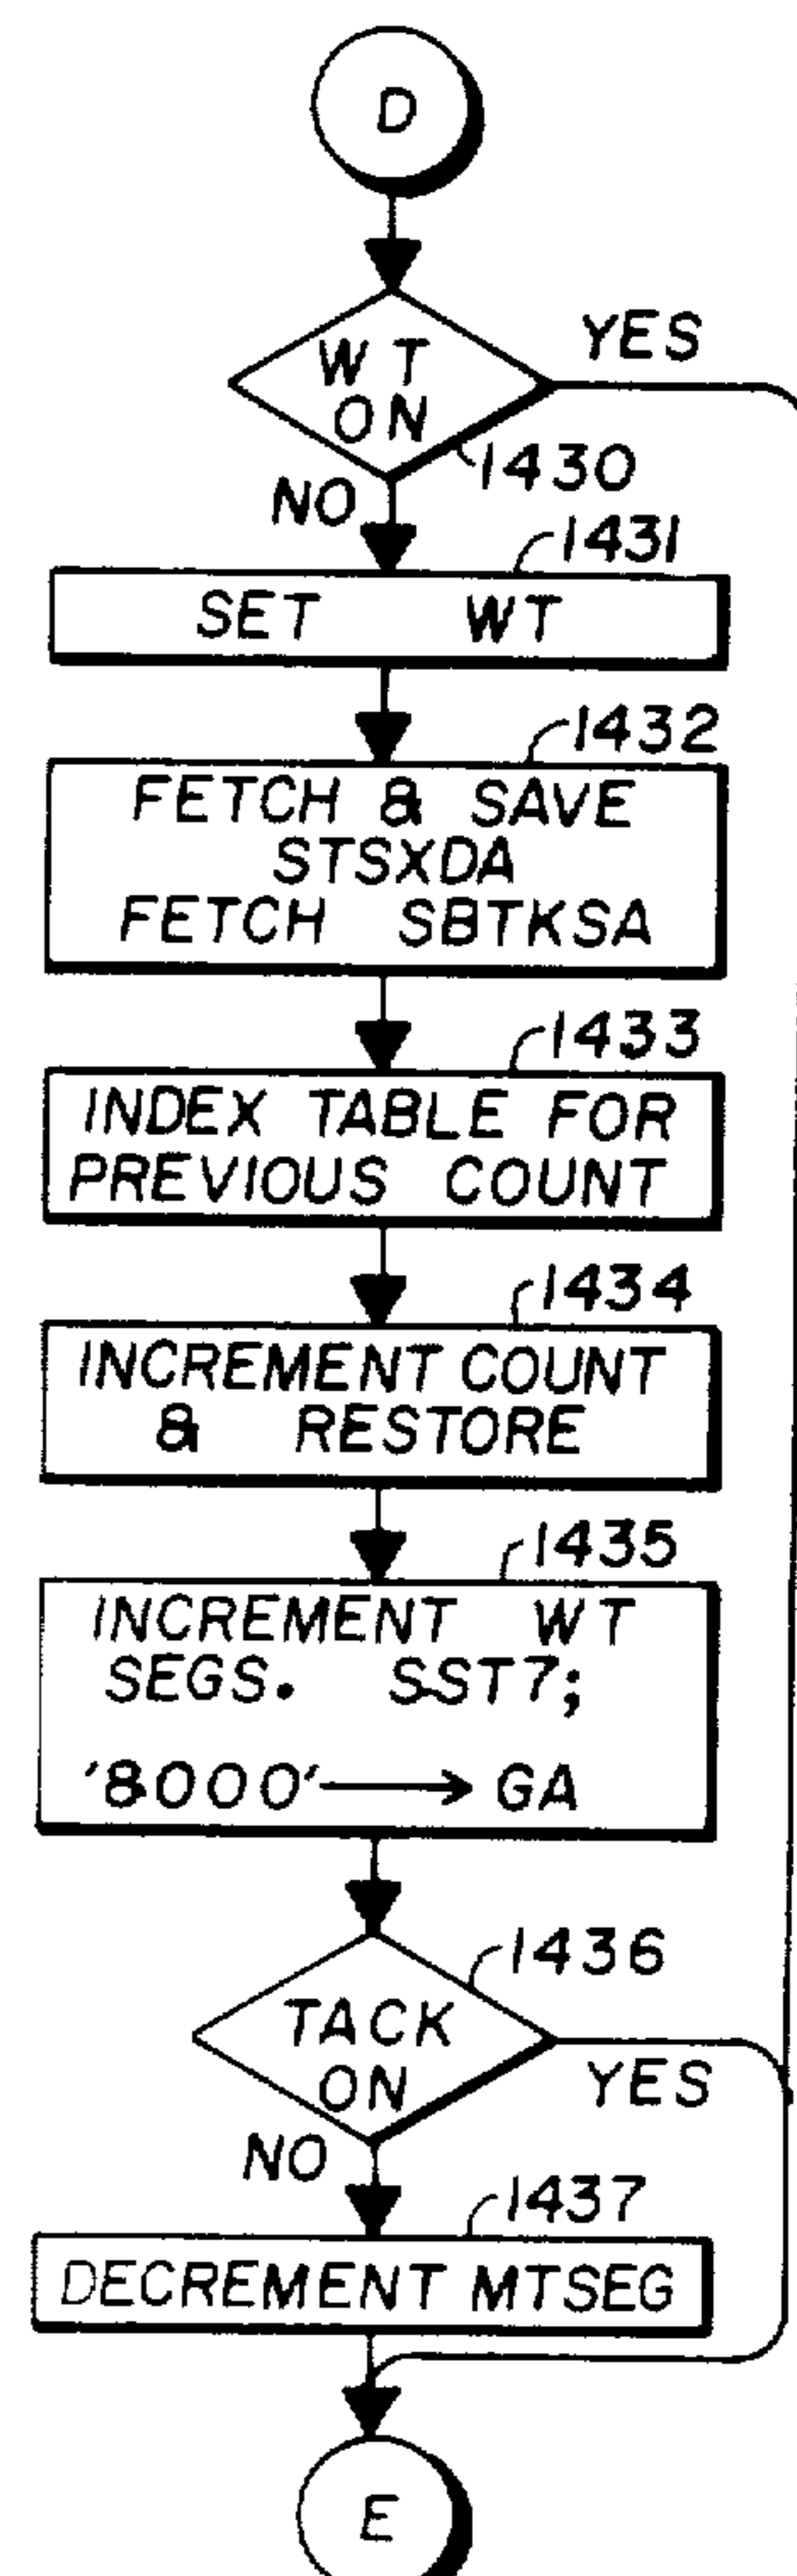 D
WT
ON
YES
1430
NO
1431
SET WT
1432
FETCH & SAVE
STSXDA
FETCH SBTKSA
1433
INDEX TABLE FOR
PREVIOUS COUNT
1434
INCREMENT COUNT
& RESTORE
1435
INCREMENT WT
SEGS. SST7;
'8000'→GA
1436
TACK
ON
YES
NO
1437
DECREMENT MTSEG
E